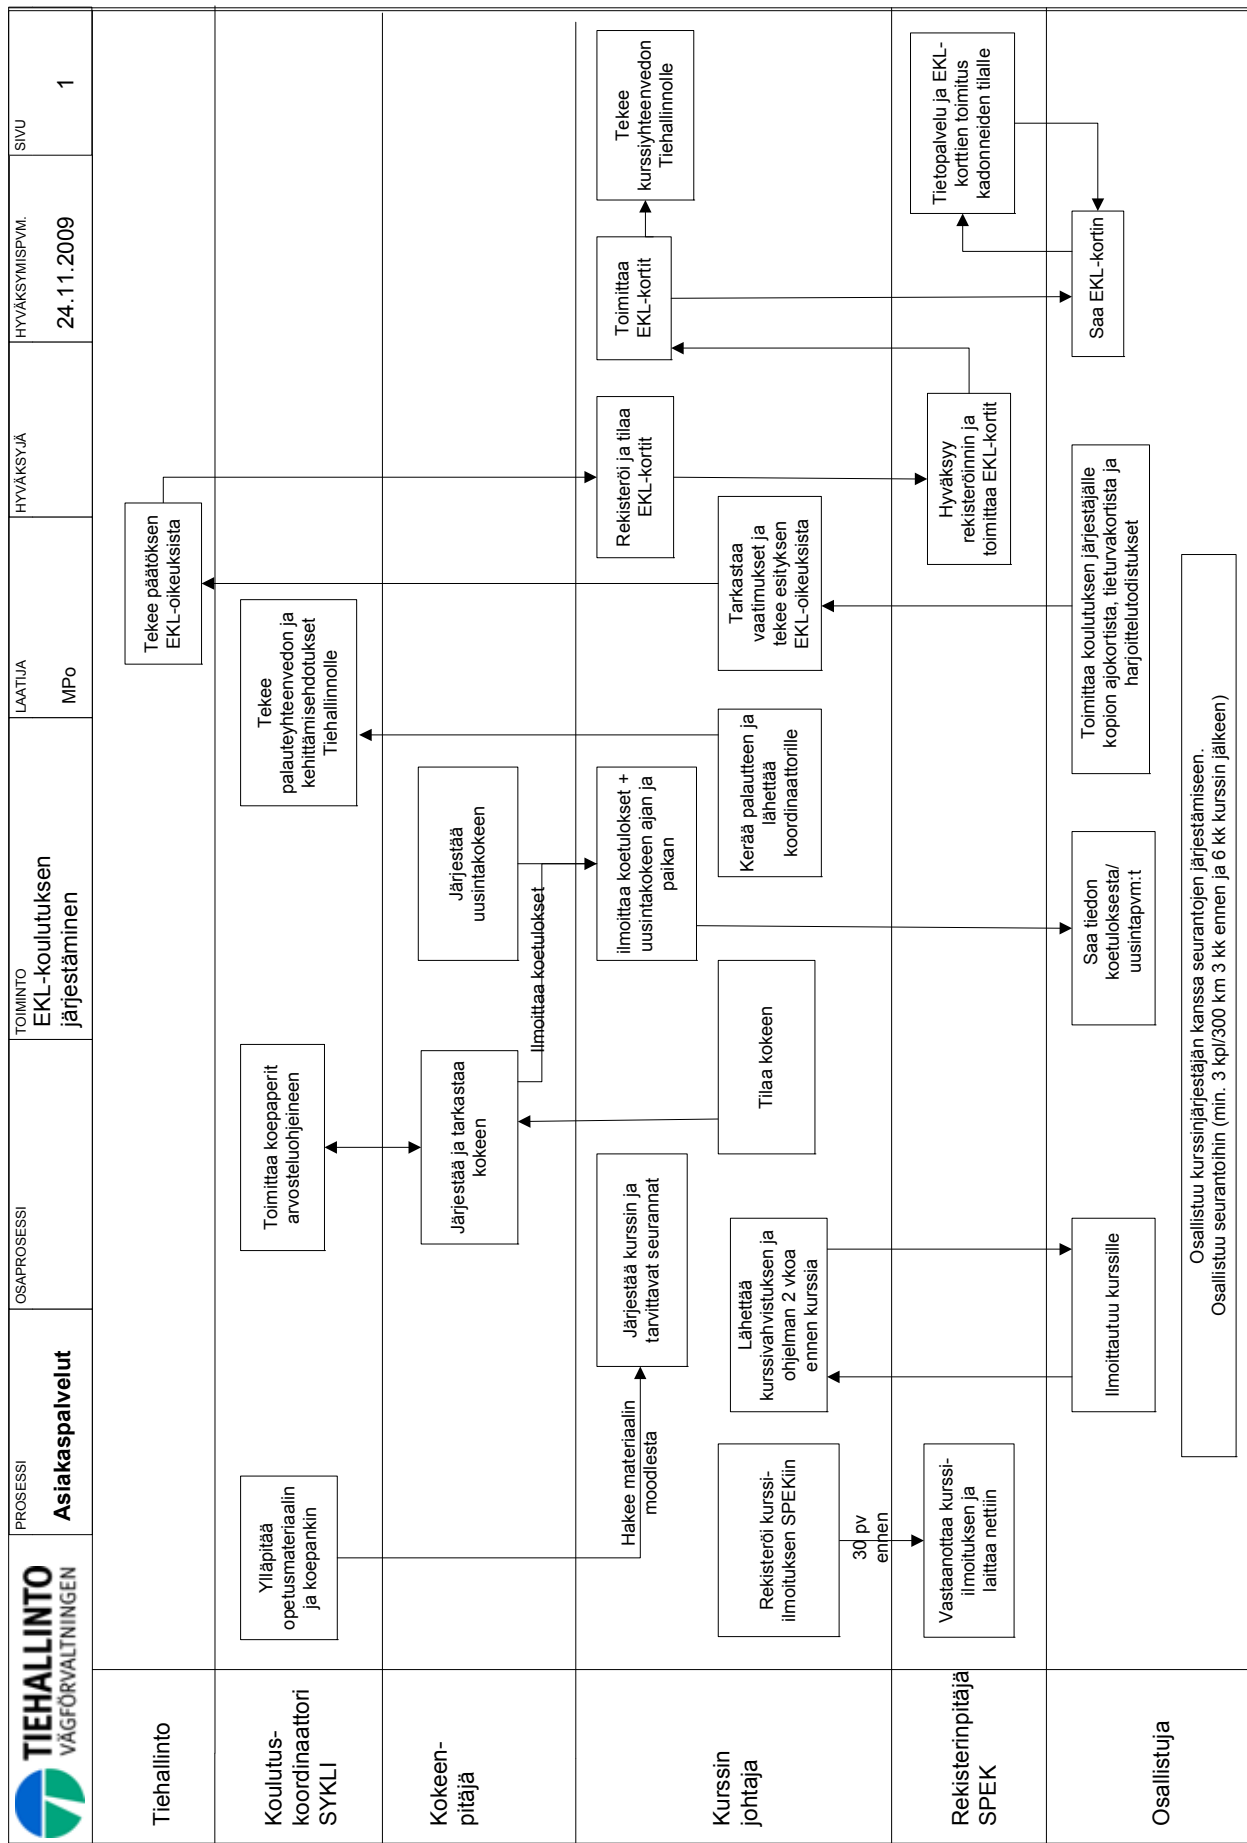 TIEHALLINTO
VÄGFÖRVALTNINGEN
PROSESSI
Asiakaspalvelut
OSAPROSESSI
TOIMINTO
EKL-koulutuksen
järjestäminen
LAATIJA
MPo
HYVÄKSYJÄ
HYVÄKSYMISPVM.
24.11.2009
SIVU
1
Tiehallinto
Tekee päätöksen
EKL-oikeuksista
Koulutus-
koordinaattori
SYKLI
Ylläpitää
opetusmateriaalin
ja koepankin
Toimittaa koepaperit
arvosteluohjeineen
Tekee
palauteyhteenvedon ja
kehittämisehdotukset
Tiehallinnolle
Kokeen-
pitäjä
Järjestää ja tarkastaa
kokeen
Järjestää
uusintakokeen
Ilmoittaa koetulokset
Kurssin
johtaja
Hakee materiaalin
moodlesta
Järjestää kurssin ja
tarvittavat seurannat
ilmoittaa koetulokset +
uusintakokeen ajan ja
paikan
Rekisteröi ja tilaa
EKL-kortit
Toimittaa
EKL-kortit
Tekee
kurssiyhteenvedon
Tiehallinnolle
Rekisteröi kurssi-
ilmoituksen SPEKiin
Lähettää
kurssivahvistuksen ja
ohjelman 2 vkoa
ennen kurssia
Tilaa kokeen
Kerää palautteen ja
lähettää
koordinaattorille
Tarkastaa
vaatimukset ja
tekee esityksen
EKL-oikeuksista
30 pv
ennen
Rekisterinpitäjä
SPEK
Vastaanottaa kurssi-
ilmoituksen ja
laittaa nettiin
Hyväksyy
rekisteröinnin ja
toimittaa EKL-kortit
Tietopalvelu ja EKL-
korttien toimitus
kadonneiden tilalle
Osallistuja
Ilmoittautuu kurssille
Saa tiedon
koetuloksesta/
uusintapvm:t
Toimittaa koulutuksen järjestäjälle
kopion ajokortista, tieturvakortista ja
harjoittelutodistukset
Saa EKL-kortin
Osallistuu kurssinjärjestäjän kanssa seurantojen järjestämiseen.
Osallistuu seurantoihin (min. 3 kpl/300 km 3 kk ennen ja 6 kk kurssin jälkeen)